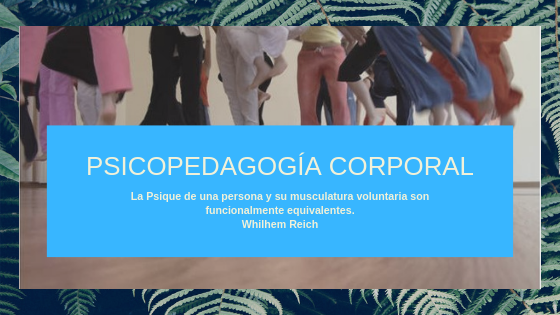 PSICOPEDAGOGÍA CORPORAL
La Psique de una persona y su musculatura voluntaria son
funcionalmente equivalentes.
Whilhem Reich